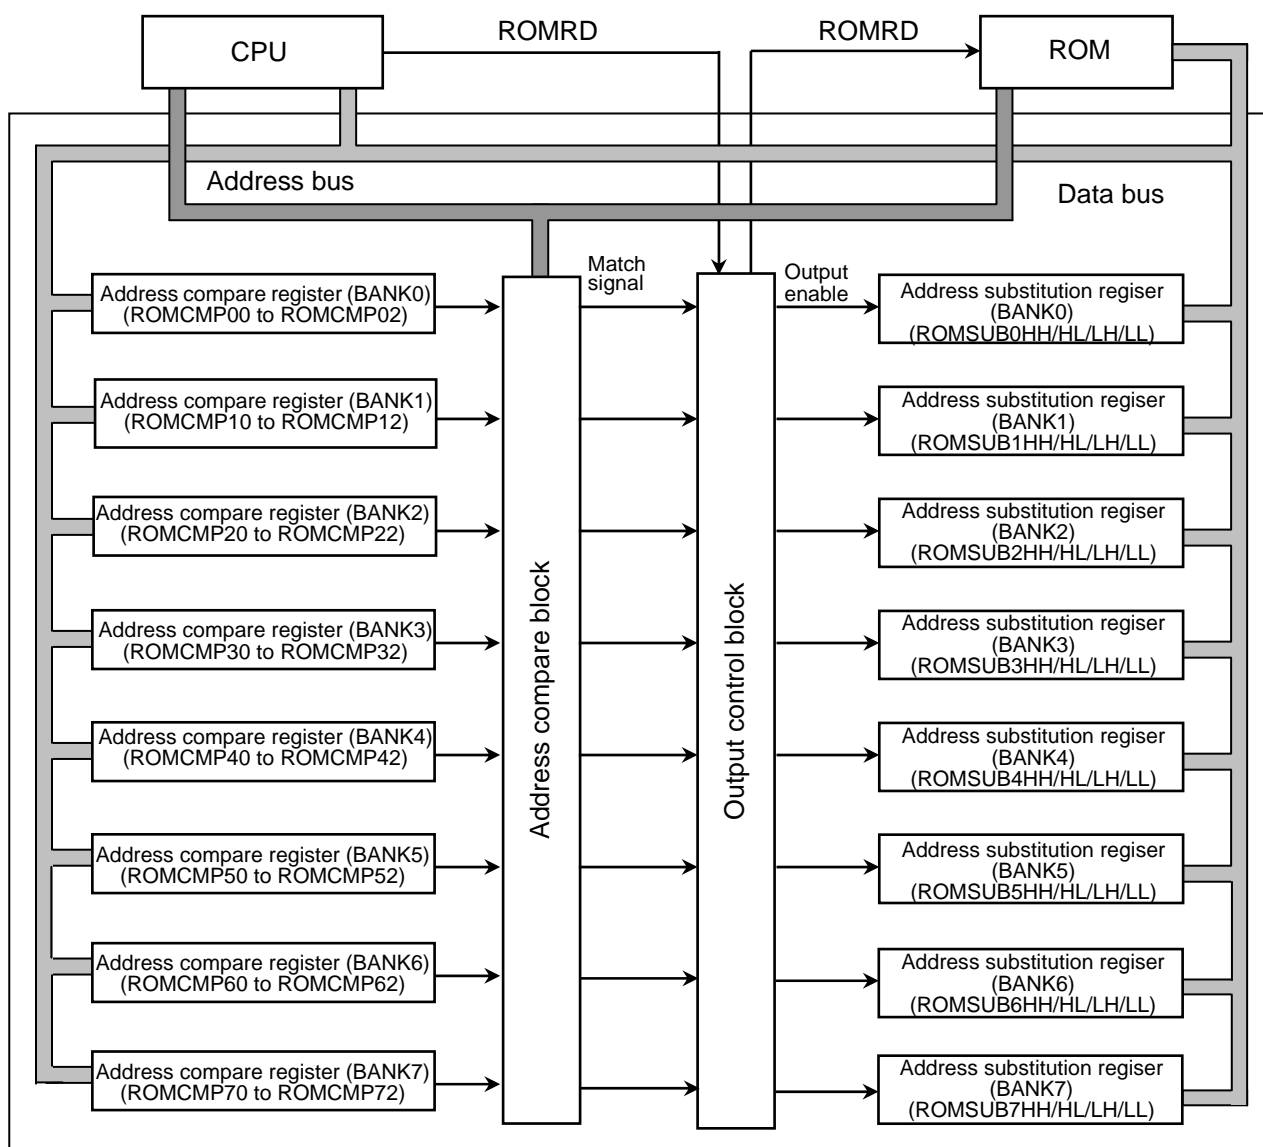 CPU
ROMRD
ROMRD
ROM
Address bus
Data bus
Match
signal
Output
enable
Address compare register (BANK0)
(ROMCMP00 to ROMCMP02)
Address compare register (BANK1)
(ROMCMP10 to ROMCMP12)
Address compare register (BANK2)
(ROMCMP20 to ROMCMP22)
Address compare register (BANK3)
(ROMCMP30 to ROMCMP32)
Address compare register (BANK4)
(ROMCMP40 to ROMCMP42)
Address compare register (BANK5)
(ROMCMP50 to ROMCMP52)
Address compare register (BANK6)
(ROMCMP60 to ROMCMP62)
Address compare register (BANK7)
(ROMCMP70 to ROMCMP72)
Address compare block
Output control block
Address substitution regiser
(BANK0)
(ROMSUB0HH/HL/LH/LL)
Address substitution regiser
(BANK1)
(ROMSUB1HH/HL/LH/LL)
Address substitution regiser
(BANK2)
(ROMSUB2HH/HL/LH/LL)
Address substitution regiser
(BANK3)
(ROMSUB3HH/HL/LH/LL)
Address substitution regiser
(BANK4)
(ROMSUB4HH/HL/LH/LL)
Address substitution regiser
(BANK5)
(ROMSUB5HH/HL/LH/LL)
Address substitution regiser
(BANK6)
(ROMSUB6HH/HL/LH/LL)
Address substitution regiser
(BANK7)
(ROMSUB7HH/HL/LH/LL)